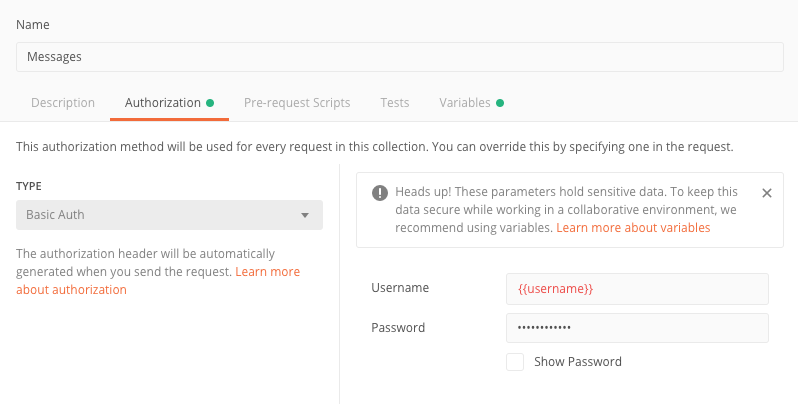 Name
Messages
Description Authorization Pre-request Scripts Tests Variables
This authorization method will be used for every request in this collection. You can override this by specifying one in the request.
TYPE
Basic Auth
The authorization header will be automatically
generated when you send the request. Learn more
about authorization
Heads up! These parameters hold sensitive data. To keep this
data secure while working in a collaborative environment, we
recommend using variables. Learn more about variables
Username
{{username}}
Password
••••••••••••
Show Password